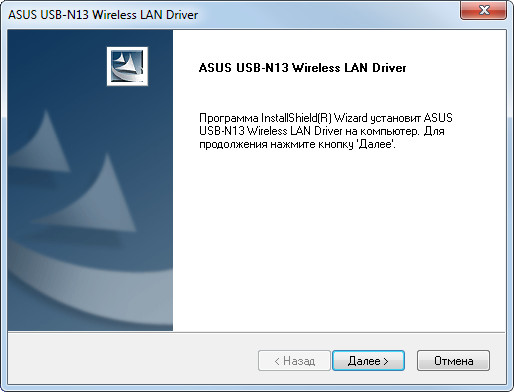 ASUS USB-N13 Wireless LAN Driver
ASUS USB-N13 Wireless LAN Driver
Программа InstallShield(R) Wizard установит ASUS
USB-N13 Wireless LAN Driver на компьютер. Для
продолжения нажмите кнопку 'Далее'.
< Назад
Далее >
Отмена